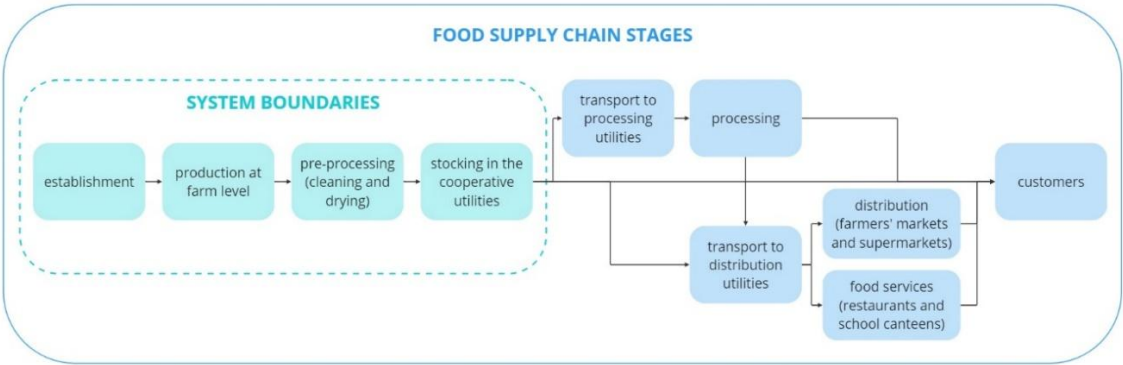 FOOD SUPPLY CHAIN STAGES
SYSTEM BOUNDARIES
establishment
production at
farm level
pre-processing
(cleaning and
drying)
stocking in the
cooperative
utilities
transport to
processing
utilities
processing
transport to
distribution
utilities
distribution
(farmers' markets
and supermarkets)
food services
(restaurants and
school canteens)
customers